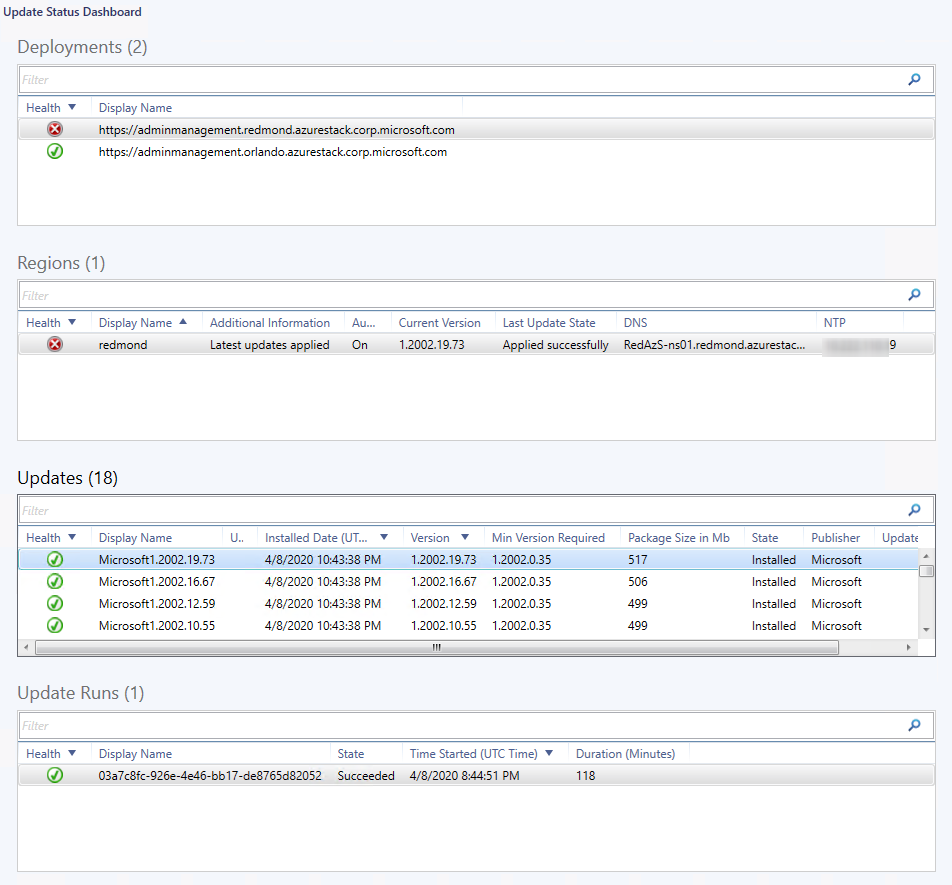 Update Status Dashboard
Deployments (2)
Filter
Health Display Name
https://adminmanagement.redmond.azurestack.corp.microsoft.com
https://adminmanagement.orlando.azurestack.corp.microsoft.com
Regions (1)
Filter
Health Display Name Additional Information Au... Current Version Last Update State DNS NTP
redmond Latest updates applied On 1.2002.19.73 Applied successfully RedAzS-ns01.redmond.azurestac... 9
Updates (18)
Filter
Health Display Name U.. Installed Date (UT... Version Min Version Required Package Size in Mb State Publisher Update
Microsoft1.2002.19.73 4/8/2020 10:43:38 PM 1.2002.19.73 1.2002.0.35 517 Installed Microsoft
Microsoft1.2002.16.67 4/8/2020 10:43:38 PM 1.2002.16.67 1.2002.0.35 506 Installed Microsoft
Microsoft1.2002.12.59 4/8/2020 10:43:38 PM 1.2002.12.59 1.2002.0.35 499 Installed Microsoft
Microsoft1.2002.10.55 4/8/2020 10:43:38 PM 1.2002.10.55 1.2002.0.35 499 Installed Microsoft
Update Runs (1)
Filter
Health Display Name State Time Started (UTC Time) Duration (Minutes)
03a7c8fc-926e-4e46-bb17-de8765d82052 Succeeded 4/8/2020 8:44:51 PM 118